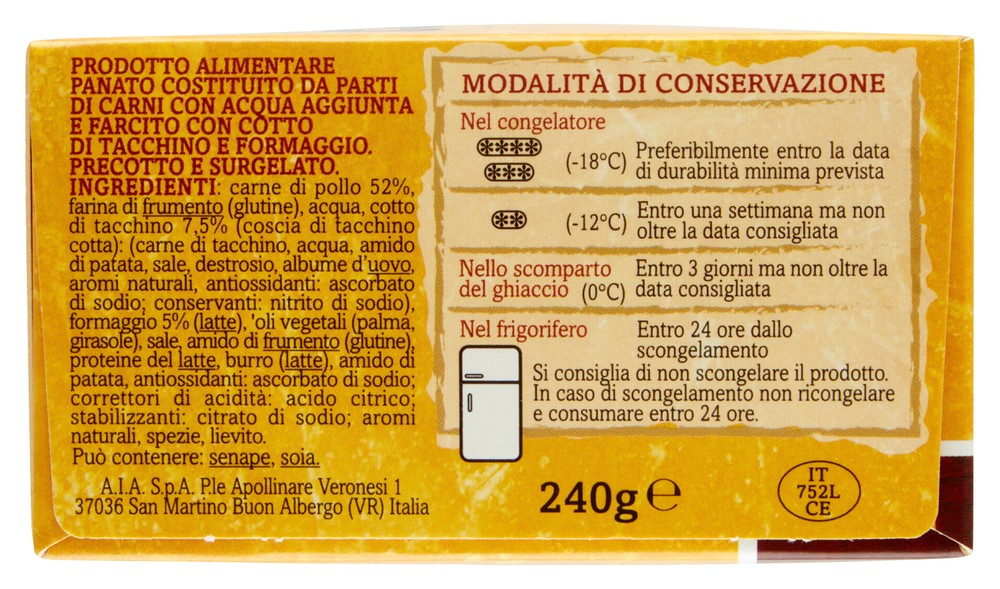 PRODOTTO ALIMENTARE
PANATO COSTITUITO DA PARTI
DI CARNI CON ACQUA AGGIUNTA
E FARCITO CON COTTO
DI TACCHINO E FORMAGGIO.
PRECOTTO E SURGELATO.
INGREDIENTI: carne di pollo 52%,
farina di frumento (glutine), acqua, cotto
di tacchino 7,5% (coscia di tacchino
cotta): (carne di tacchino, acqua, amido
di patata, sale, destrosio, albume d'uovo,
aromi naturali, antiossidanti: ascorbato
di sodio; conservanti: nitrito di sodio),
formaggio 5% (latte), oli vegetali (palma,
girasole), sale, amido di frumento (glutine),
proteine del latte, burro (latte), amido di
patata, antiossidanti: ascorbato di sodio;
correttori di acidità: acido citrico;
stabilizzanti: citrato di sodio; aromi
naturali, spezie, lievito.
Può contenere: senape, soia.
A.I.A. S.p.A. P.le Apollinare Veronesi 1
37036 San Martino Buon Albergo (VR) Italia
MODALITÀ DI CONSERVAZIONE
Nel congelatore
**** 
*** (-18°C) Preferibilmente entro la data
di durabilità minima prevista
** (-12°C) Entro una settimana ma non
oltre la data consigliata
Nello scomparto Entro 3 giorni ma non oltre la
del ghiaccio (0°C) data consigliata
Nel frigorifero Entro 24 ore dallo
scongelamento
Si consiglia di non scongelare il prodotto.
In caso di scongelamento non ricongelare
e consumare entro 24 ore.
240g e
IT
752L
CE